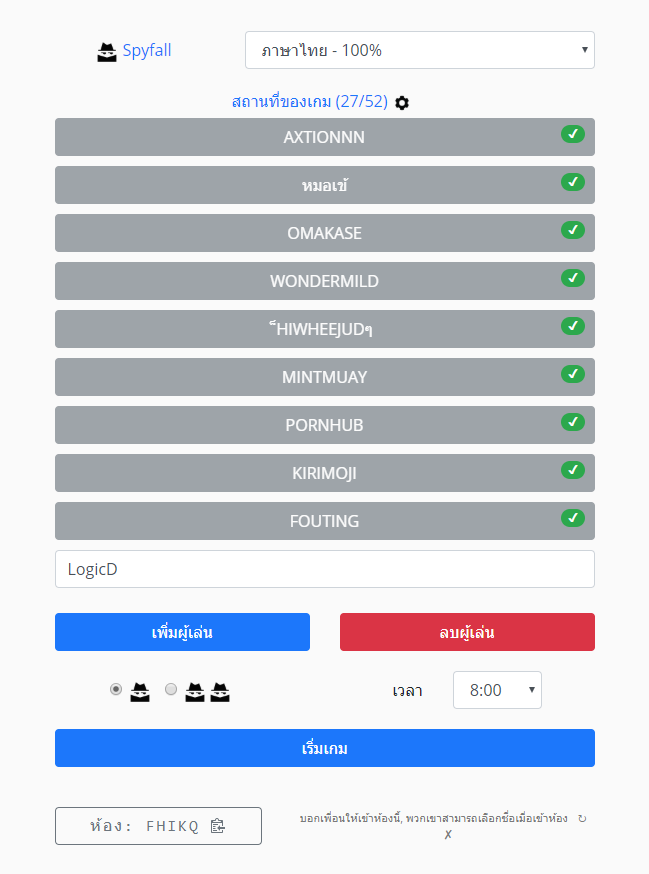 Spyfall ภาษาไทย - 100%
สถานที่ของเกม (27/52)
AXTIONNN
หมอเข้
OMAKASE
WONDERMILD
็HIWHEEJUDๆ
MINTMUAY
PORNHUB
KIRIMOJI
FOUTING
LogicD
เพิ่มผู้เล่น ลบผู้เล่น
เวลา 8:00
เริ่มเกม
ห้อง: FHIKQ
บอกเพื่อนให้เข้าห้องนี้, พวกเขาสามารถเลือกชื่อเมื่อเข้าห้อง ↻
✗